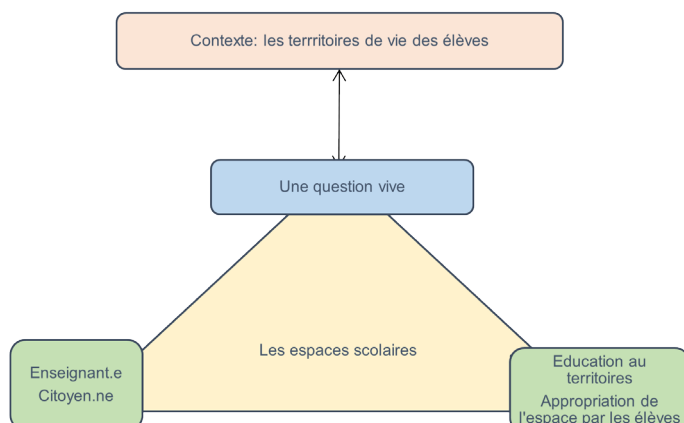 Contexte: les terrritoires de vie des élèves
Une question vive
Les espaces scolaires
Enseignant.e
Citoyen.ne
Education au
territoires
Appropriation de
l'espace par les élèves